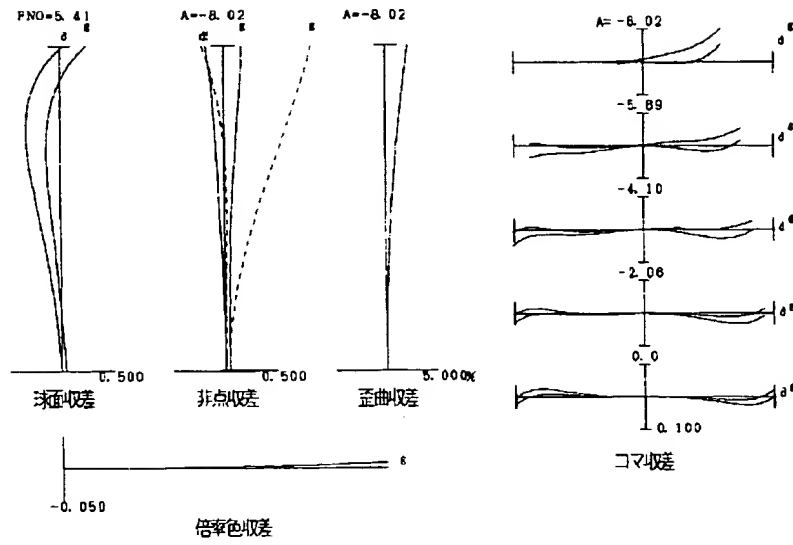 FNO=5.41
d
g
0.500
球面収差
A=-8.02
d
g
g
0.500
非点収差
A=-8.02
5.000%
歪曲収差
A=-8.02
d
g
-5.89
d
g
-4.10
d
g
-2.06
d
g
0.0
d
g
0.100
コマ収差
g
-0.050
倍率色収差